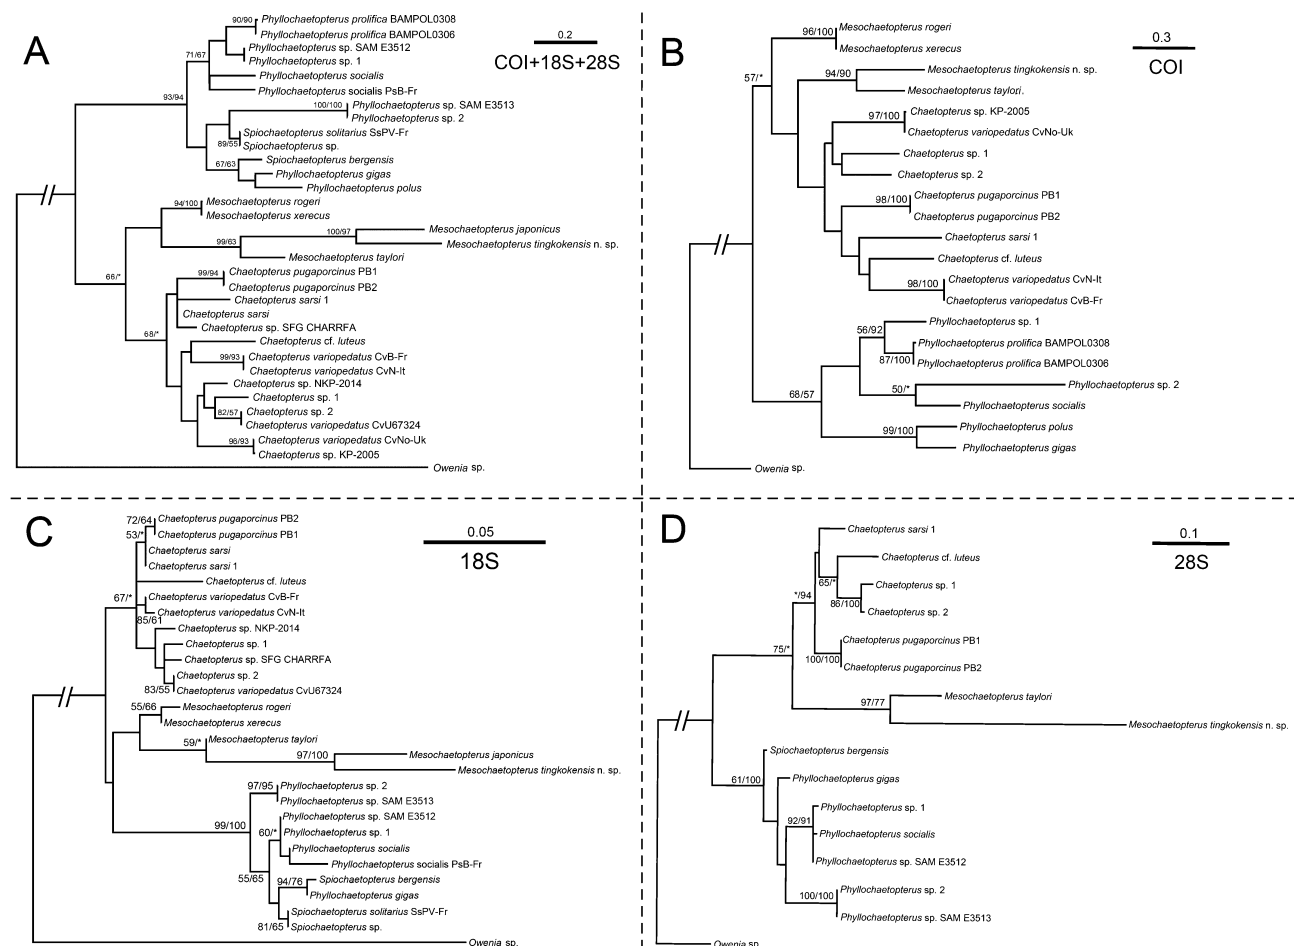 A
0.2
COI+18S+28S
90/90
Phyllochaetopterus prolifica BAMPOL0308
Phyllochaetopterus prolifica BAMPOL0306
Phyllochaetopterus sp. SAM E3512
71/67
Phyllochaetopterus sp. 1
Phyllochaetopterus socialis
Phyllochaetopterus socialis PsB-Fr
93/94
100/100
Phyllochaetopterus sp. SAM E3513
Phyllochaetopterus sp. 2
Spiochaetopterus solitarius SsPV-Fr
89/55
Spiochaetopterus sp.
Spiochaetopterus bergensis
67/63
Phyllochaetopterus gigas
Phyllochaetopterus polus
94/100
Mesochaetopterus rogeri
Mesochaetopterus xerecus
100/97
Mesochaetopterus japonicus
Mesochaetopterus tingkokensis n. sp.
99/63
Mesochaetopterus taylori
66/*
99/94
Chaetopterus pugaporcinus PB1
Chaetopterus pugaporcinus PB2
Chaetopterus sarsi 1
Chaetopterus sarsi
Chaetopterus sp. SFG CHARRFA
68/*
Chaetopterus cf. luteus
99/93
Chaetopterus variopedatus CvB-Fr
Chaetopterus variopedatus CvN-It
Chaetopterus sp. NKP-2014
Chaetopterus sp. 1
82/57
Chaetopterus sp. 2
Chaetopterus variopedatus CvU67324
96/93
Chaetopterus variopedatus CvNo-Uk
Chaetopterus sp. KP-2005
Owenia sp.
B
0.3
COI
96/100
Mesochaetopterus rogeri
Mesochaetopterus xerecus
57/*
94/90
Mesochaetopterus tingkokensis n. sp.
Mesochaetopterus taylori.
97/100
Chaetopterus sp. KP-2005
Chaetopterus variopedatus CvNo-Uk
Chaetopterus sp. 1
Chaetopterus sp. 2
98/100
Chaetopterus pugaporcinus PB1
Chaetopterus pugaporcinus PB2
Chaetopterus sarsi 1
Chaetopterus cf. luteus
98/100
Chaetopterus variopedatus CvN-It
Chaetopterus variopedatus CvB-Fr
Phyllochaetopterus sp. 1
56/92
Phyllochaetopterus prolifica BAMPOL0308
87/100
Phyllochaetopterus prolifica BAMPOL0306
50/*
Phyllochaetopterus sp. 2
Phyllochaetopterus socialis
68/57
Phyllochaetopterus polus
99/100
Phyllochaetopterus gigas
Owenia sp.
C
0.05
18S
72/64
Chaetopterus pugaporcinus PB2
53/*
Chaetopterus pugaporcinus PB1
Chaetopterus sarsi
Chaetopterus sarsi 1
Chaetopterus cf. luteus
67/*
Chaetopterus variopedatus CvB-Fr
Chaetopterus variopedatus CvN-It
85/61
Chaetopterus sp. NKP-2014
Chaetopterus sp. 1
Chaetopterus sp. SFG CHARRFA
Chaetopterus sp. 2
83/55
Chaetopterus variopedatus CvU67324
55/66
Mesochaetopterus rogeri
Mesochaetopterus xerecus
59/*
Mesochaetopterus taylori
97/100
Mesochaetopterus japonicus
Mesochaetopterus tingkokensis n. sp.
97/95
Phyllochaetopterus sp. 2
Phyllochaetopterus sp. SAM E3513
Phyllochaetopterus sp. SAM E3512
99/100
60/*
Phyllochaetopterus sp. 1
Phyllochaetopterus socialis
Phyllochaetopterus socialis PsB-Fr
55/65
94/76
Spiochaetopterus bergensis
Phyllochaetopterus gigas
Spiochaetopterus solitarius SsPV-Fr
81/65
Spiochaetopterus sp.
Owenia sp.
D
0.1
28S
Chaetopterus sarsi 1
Chaetopterus cf. luteus
65/*
Chaetopterus sp. 1
*/94
86/100
Chaetopterus sp. 2
Chaetopterus pugaporcinus PB1
75/*
100/100
Chaetopterus pugaporcinus PB2
97/77
Mesochaetopterus taylori
Mesochaetopterus tingkokensis n. sp.
Spiochaetopterus bergensis
61/100
Phyllochaetopterus gigas
Phyllochaetopterus sp. 1
92/91
Phyllochaetopterus socialis
Phyllochaetopterus sp. SAM E3512
Phyllochaetopterus sp. 2
100/100
Phyllochaetopterus sp. SAM E3513
Owenia sp